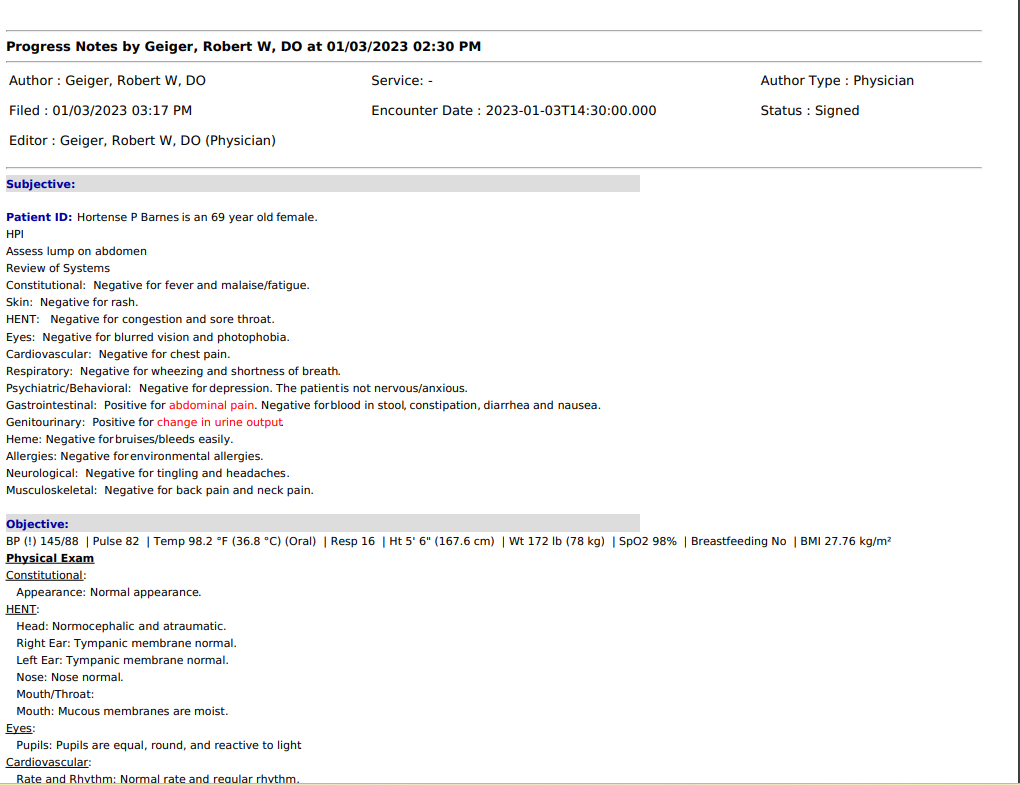 Progress Notes by Geiger, Robert W, DO at 01/03/2023 02:30 PM
Author : Geiger, Robert W, DO Service: - Author Type : Physician
Filed : 01/03/2023 03:17 PM Encounter Date : 2023-01-03T14:30:00.000 Status : Signed
Editor : Geiger, Robert W, DO (Physician)
Subjective:
Patient ID: Hortense P Barnes is an 69 year old female.
HPI
Assess lump on abdomen
Review of Systems
Constitutional: Negative for fever and malaise/fatigue.
Skin: Negative for rash.
HENT: Negative for congestion and sore throat.
Eyes: Negative for blurred vision and photophobia.
Cardiovascular: Negative for chest pain.
Respiratory: Negative for wheezing and shortness of breath.
Psychiatric/Behavioral: Negative for depression. The patient is not nervous/anxious.
Gastrointestinal: Positive for abdominal pain. Negative for blood in stool, constipation, diarrhea and nausea.
Genitourinary: Positive for change in urine output.
Heme: Negative for bruises/bleeds easily.
Allergies: Negative for environmental allergies.
Neurological: Negative for tingling and headaches.
Musculoskeletal: Negative for back pain and neck pain.
Objective:
BP (!) 145/88 | Pulse 82 | Temp 98.2 °F (36.8 °C) (Oral) | Resp 16 | Ht 5' 6" (167.6 cm) | Wt 172 lb (78 kg) | SpO2 98% | Breastfeeding No | BMI 27.76 kg/m²
Physical Exam
Constitutional:
Appearance: Normal appearance.
HENT:
Head: Normocephalic and atraumatic.
Right Ear: Tympanic membrane normal.
Left Ear: Tympanic membrane normal.
Nose: Nose normal.
Mouth/Throat:
Mouth: Mucous membranes are moist.
Eyes:
Pupils: Pupils are equal, round, and reactive to light
Cardiovascular:
Rate and Rhythm: Normal rate and regular rhythm.